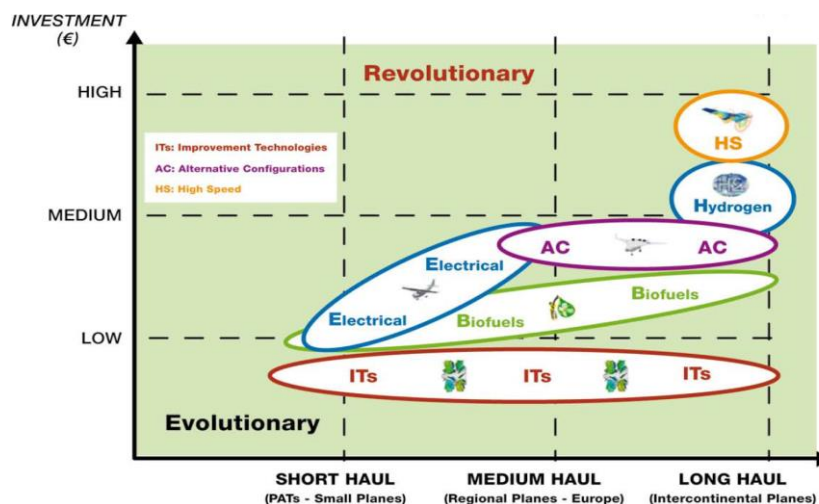 INVESTMENT
(€)
HIGH
MEDIUM
LOW
Revolutionary
ITs: Improvement Technologies
AC: Alternative Configurations
HS: High Speed
HS
H2
Hydrogen
AC AC
Electrical
Electrical
Biofuels
Biofuels
ITs ITs ITs
Evolutionary
SHORT HAUL
(PATs - Small Planes)
MEDIUM HAUL
(Regional Planes - Europe)
LONG HAUL
(Intercontinental Planes)